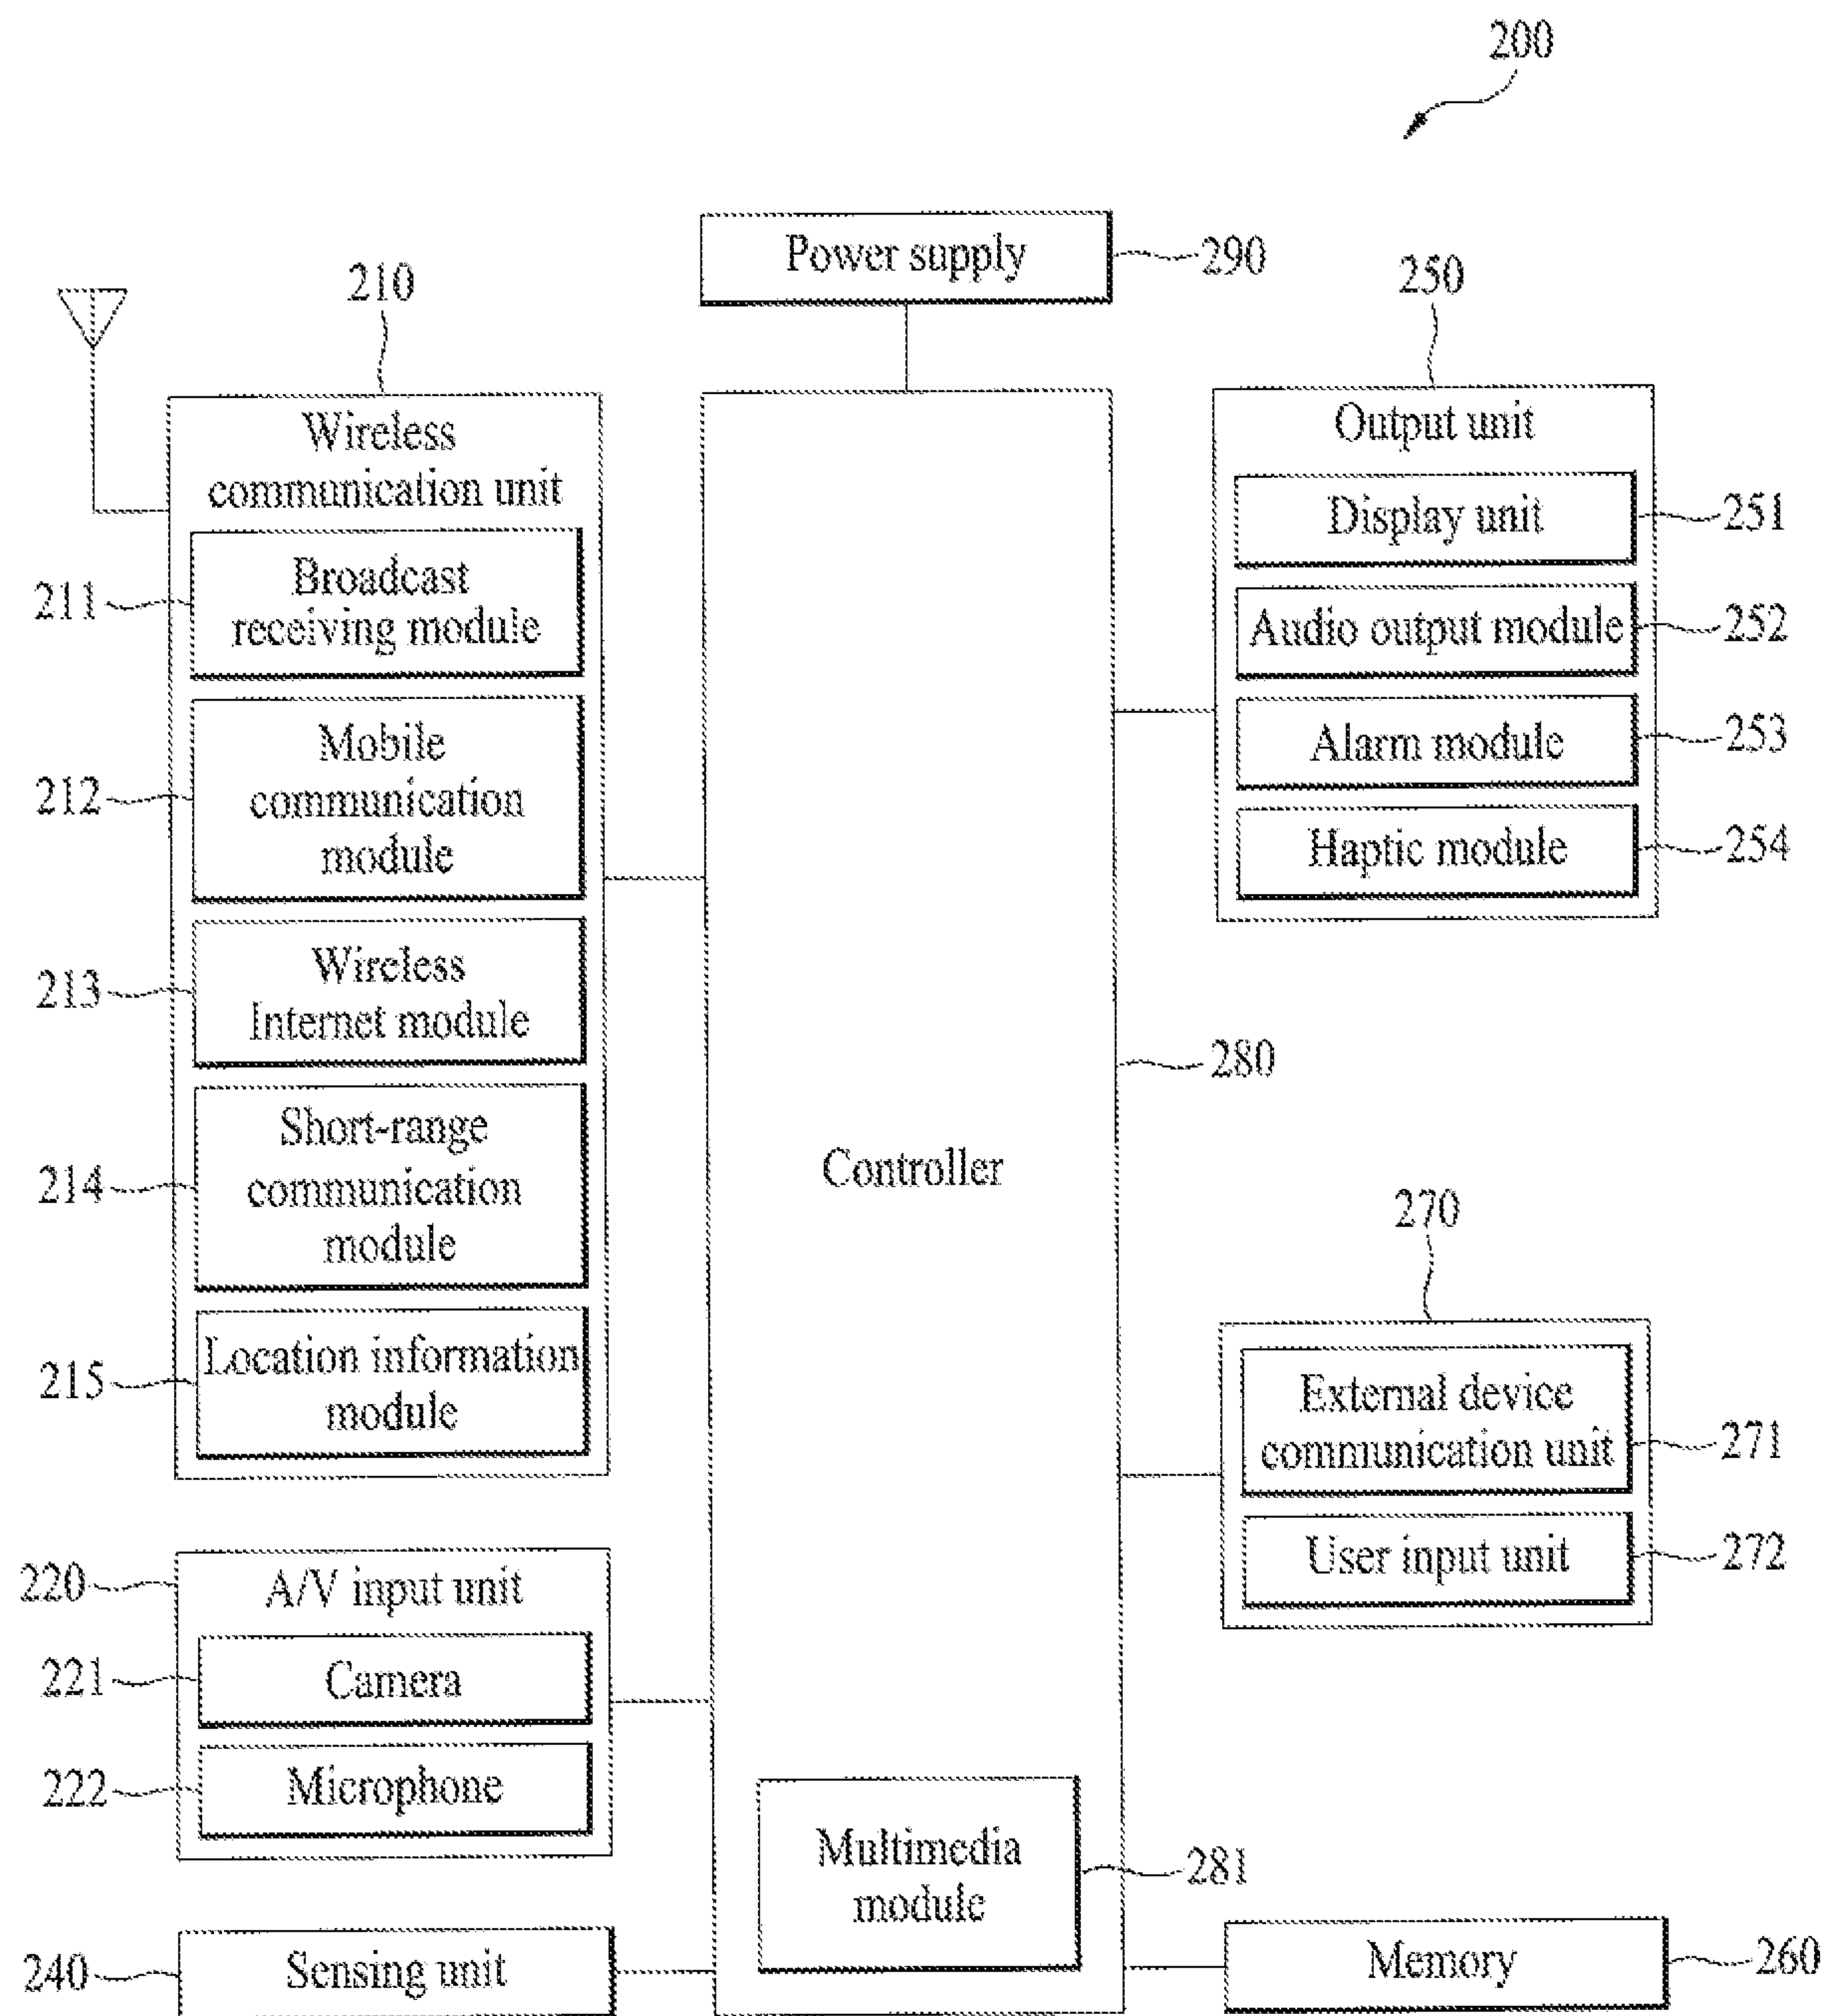 200
Power supply
290
210
Wireless
communication unit
211
Broadcast
receiving module
212
Mobile
communication
module
213
Wireless
Internet module
214
Short-range
communication
module
215
Location information
module
220
A/V input unit
221
Camera
222
Microphone
240
Sensing unit
Controller
280
Multimedia
module
281
250
Output unit
Display unit
251
Audio output module
252
Alarm module
253
Haptic module
254
270
External device
communication unit
271
User input unit
272
Memory
260